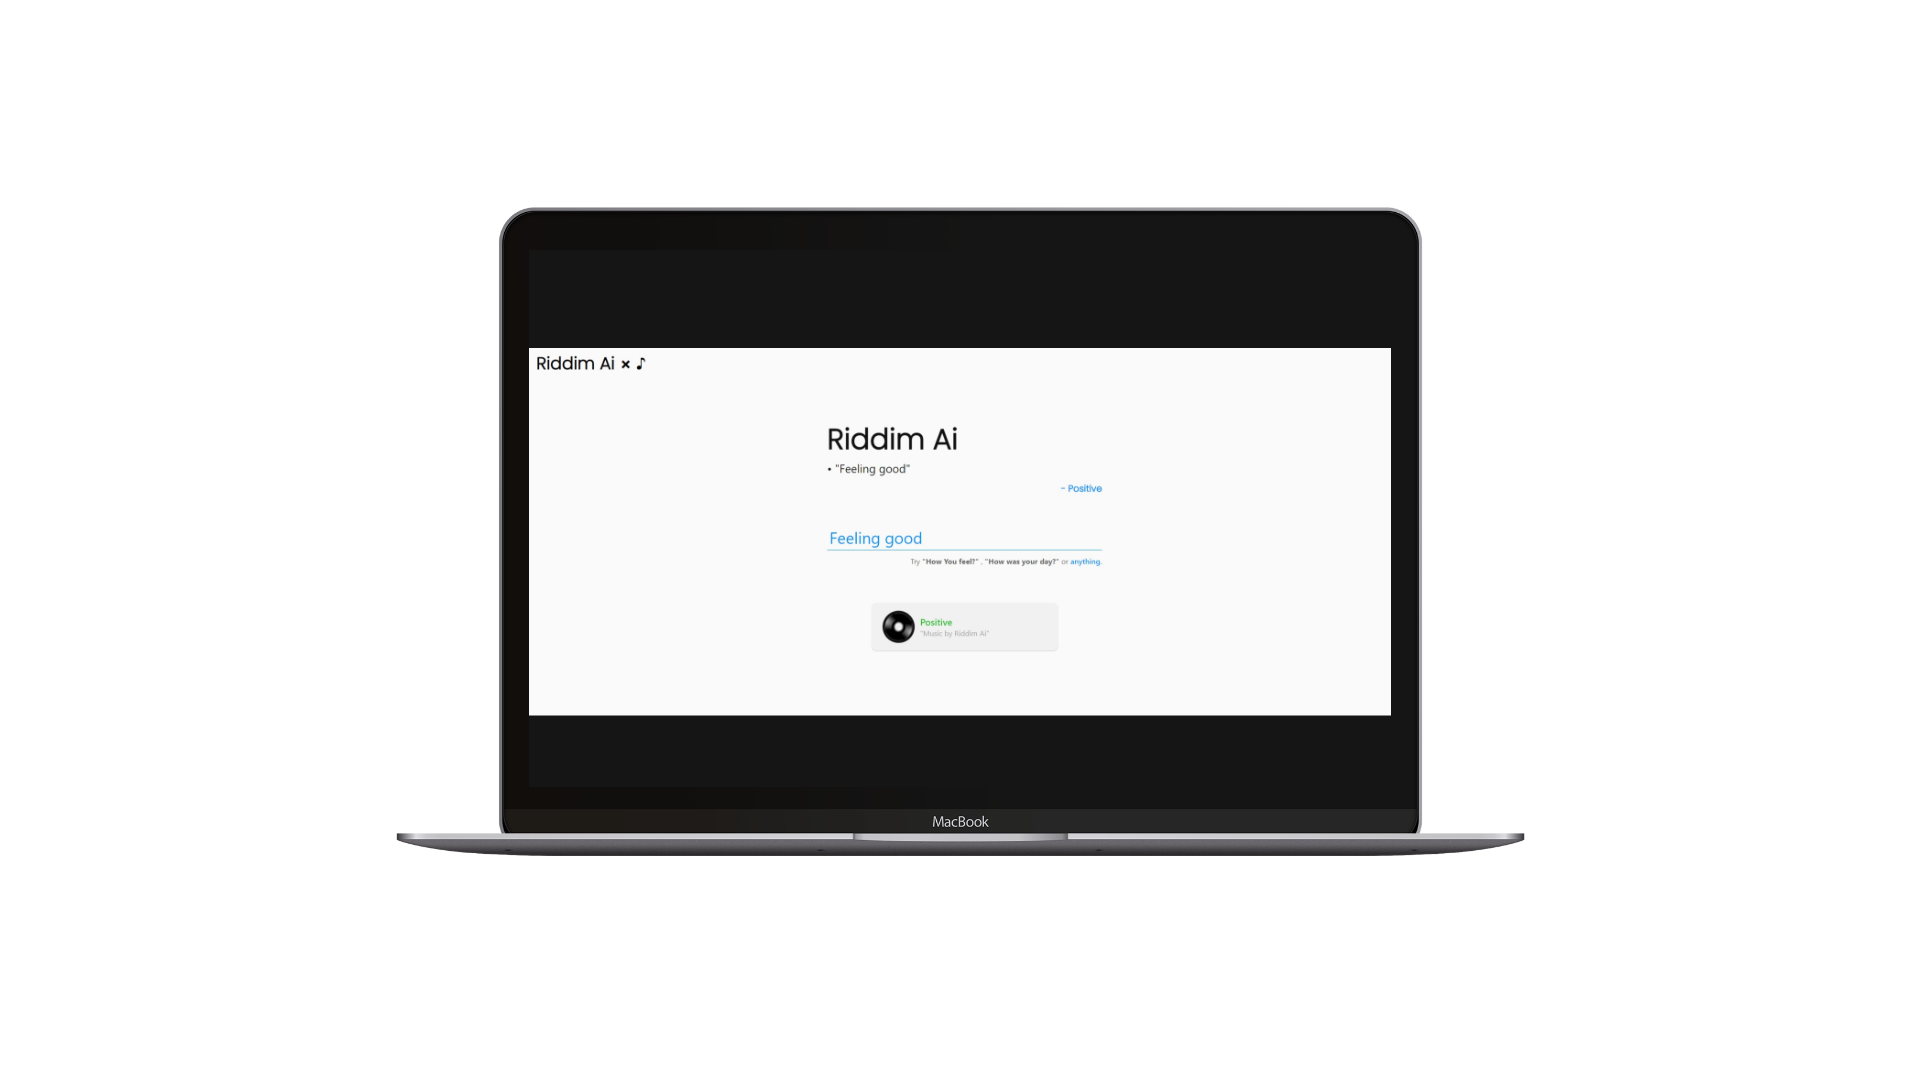 Riddim Ai × ♪
Riddim Ai
• "Feeling good"
- Positive
Feeling good
Try "How You feel?" , "How was your day?" or anything.
Positive
"Music by Riddim Ai"
MacBook